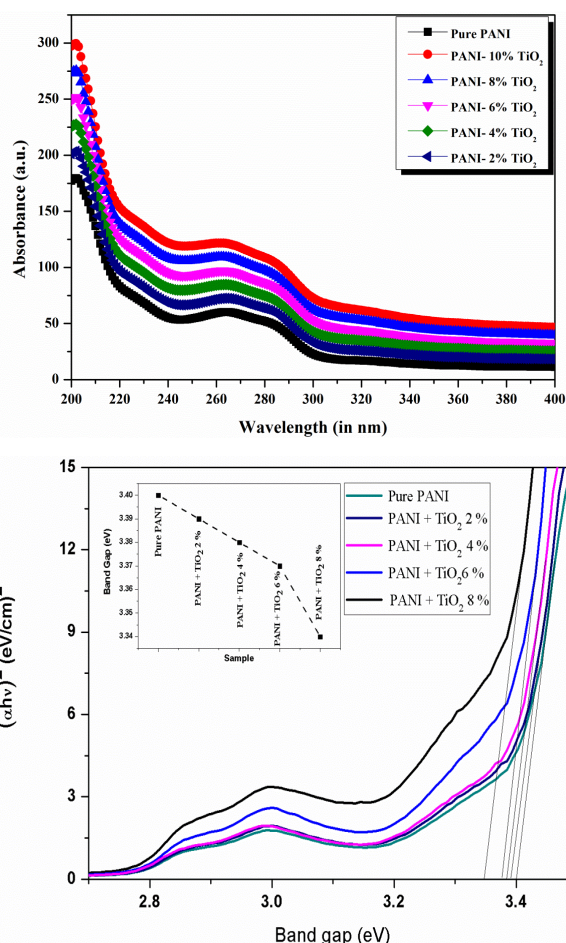 Pure PANI
PANI- 10% TiO2
PANI- 8% TiO2
PANI- 6% TiO2
PANI- 4% TiO2
PANI- 2% TiO2
300
250
200
150
100
50
0
Absorbance (a.u.)
200 220 240 260 280 300 320 340 360 380 400
Wavelength (in nm)
15
12
9
6
3
0
(αhν)² (eV/cm)²
3.40
3.39
3.38
3.37
3.36
3.35
3.34
Band Gap (eV)
Pure PANI
PANI + TiO2 2 %
PANI + TiO2 4 %
PANI + TiO2 6 %
PANI + TiO2 8 %
Sample
Pure PANI
PANI + TiO2 2 %
PANI + TiO2 4 %
PANI + TiO2 6 %
PANI + TiO2 8 %
2.8 3.0 3.2 3.4
Band gap (eV)